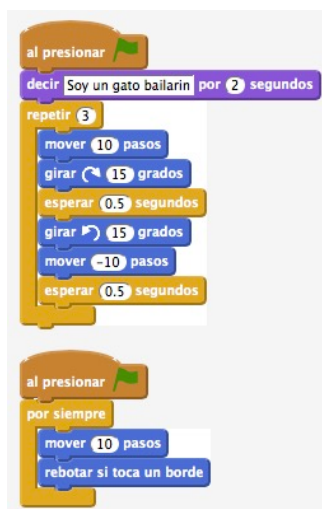 al presionar
decir Soy un gato bailarin por 2 segundos
repetir 3
mover 10 pasos
girar 15 grados
esperar 0.5 segundos
girar 15 grados
mover -10 pasos
esperar 0.5 segundos
al presionar
por siempre
mover 10 pasos
rebotar si toca un borde